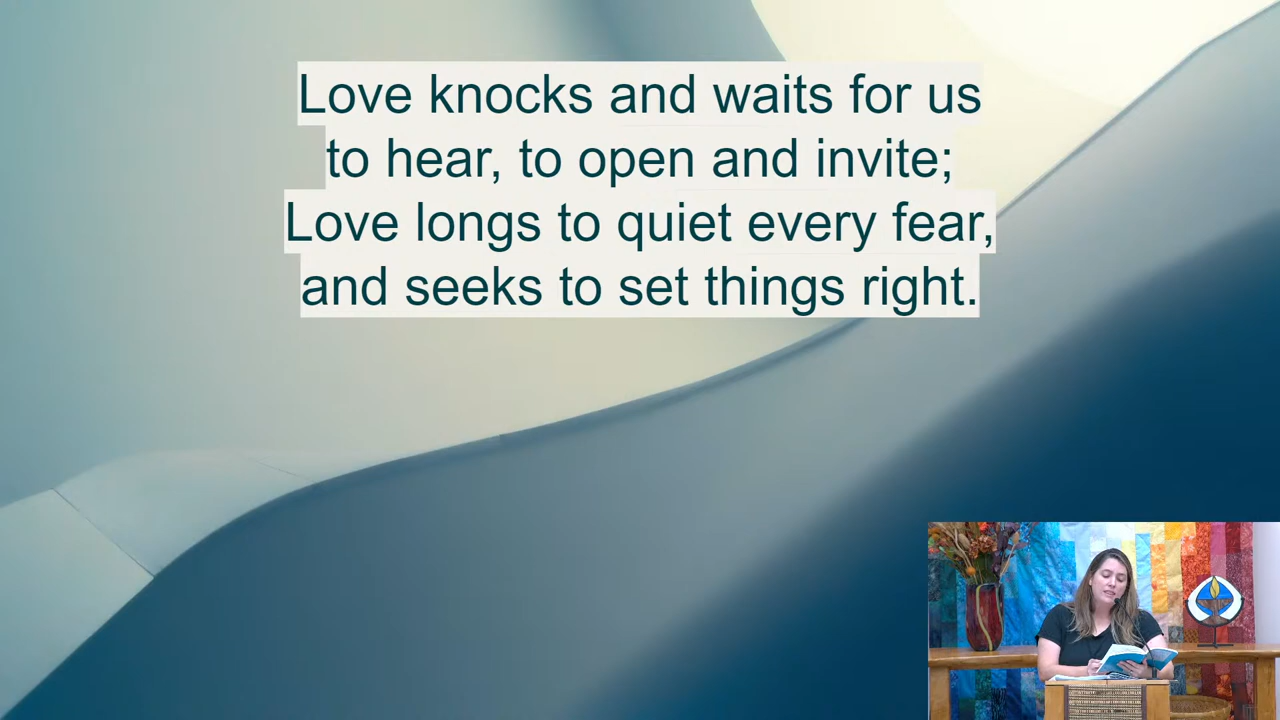 Love knocks and waits for us
to hear, to open and invite;
Love longs to quiet every fear,
and seeks to set things right.